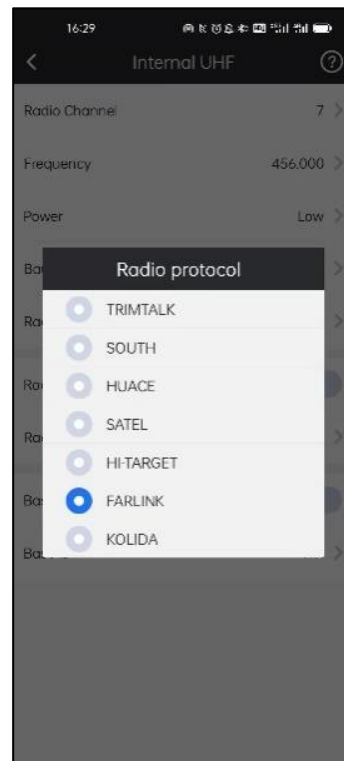 16:29
Internal UHF
Radio Channel 7
Frequency 456.000
Power Low
Radio protocol
TRIMTALK
SOUTH
HUACE
SATEL
HI-TARGET
FARLINK
KOLIDA